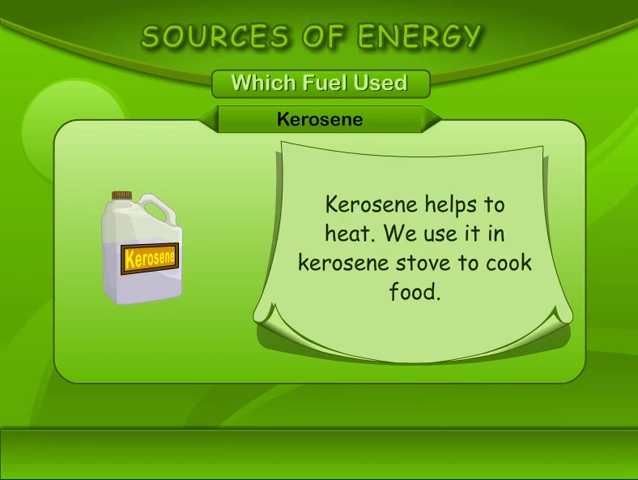 SOURCES OF ENERGY
Which Fuel Used
Kerosene
Kerosene
Kerosene helps to
heat. We use it in
kerosene stove to cook
food.